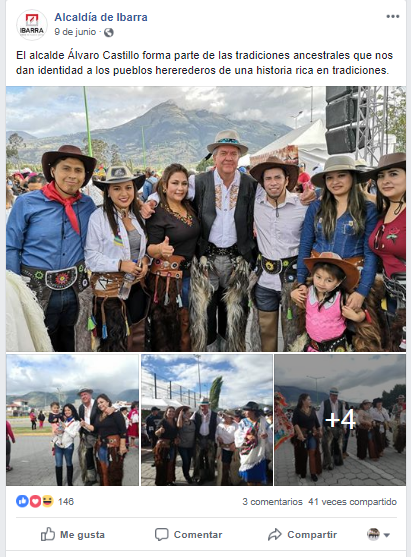 Alcaldía de Ibarra
9 de junio ·
IBARRA
El alcalde Álvaro Castillo forma parte de las tradiciones ancestrales que nos
dan identidad a los pueblos hererederos de una historia rica en tradiciones.
+4
146
3 comentarios 41 veces compartido
Me gusta Comentar Compartir